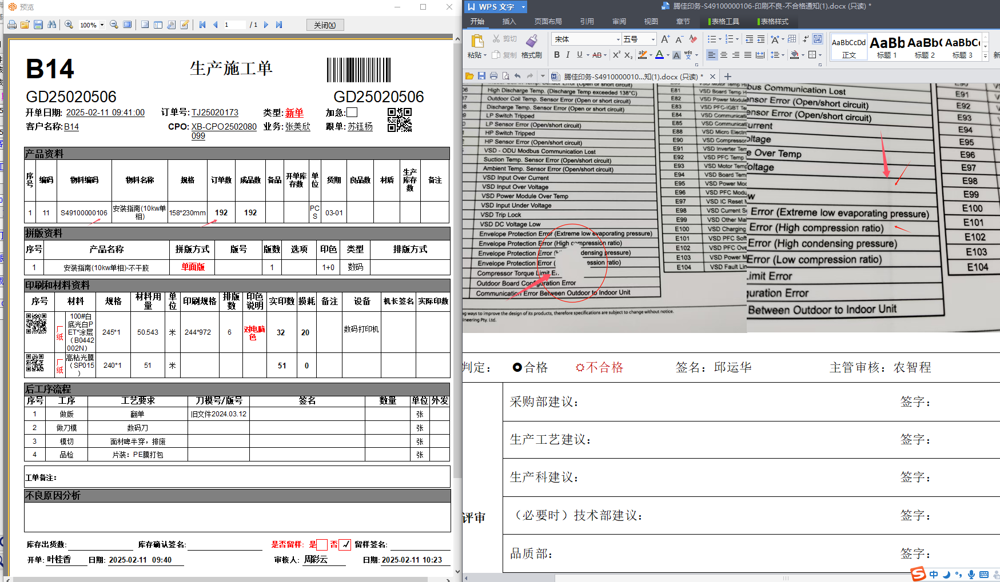 预览
100%
1
/ 1
关闭(X)
B14
生产施工单
GD25020506
GD25020506
开单日期: 2025-02-11 09:41:00
订单号: TJ25020173
类型: 新单
加急:
客户名称: B14
CPO: XB-CPO2502080099
业务: 张美欣
跟单: 苏钰杨
产品资料
序号 编码 物料编码 物料名称 规格 订单数 成品数 备品 开单库存数 单位 货期 良品数 材质 生产库存数 备注
1 11 S49100000106 安装指南(10kw单相) 158*230mm 192 192 PCS 03-01
拼版资料
序号 产品名称 拼版方式 版号 版数 选项 印色 类型 排版方式
1 安装指南(10kw单相)-不干胶 单面版 1 1+0 数码
印刷和材料资料
序号 材料 规格 材料用量 单位 印刷规格 排版数 印色说明 实印数 损耗 备注 设备 机长签名 实际印数
厂纸 100#白底光白PET*涂层(B0442002N) 245*1 50.543 米 244*972 6 对电脑色 32 20 数码打印机
厂纸 高粘光膜(SP015) 240*1 51 米 51 0
后工序流程
序号 工序 工艺要求 刀模号/版号 签名 数量 单位 外发
1 做版 翻单 旧文件2024.03.12 张
2 做刀模 数码刀 张
3 模切 面材啤半穿，排废 张
4 品检 片装：PE膜打包 张
工单备注：
不良原因分析
库存出货数:
库存确认签名:
是否留样: 是 否 ✓
留样签名:
开单: 叶桂香 日期: 2025-02-11 09:40
审核人: 周彩云
日期: 2025-02-11 10:23
WPS 文字
腾佳印务-S49100000106-印刷不良-不合格通知(1).docx (只读) *
开始 插入 页面布局 引用 审阅 视图 章节 表格工具 表格样式
粘贴 剪切 复制 格式刷
宋体 五号
AaBbCcDd 正文
AaBb 标题 1
AaBb( 标题 2
AaBbC 标题 3
腾佳印务-S4910000010...知(1).docx (只读) *
High Discharge Temp. (Discharge Temp exceeded 138°C)
Outdoor Coil Temp. Sensor Error (Open or short circuit)
Discharge Temp. Sensor Error (Open/short circuit)
LP Switch Tripped
LP Sensor Error (Open/short circuit)
HP Switch Tripped
HP Sensor Error (Open/short circuit)
VSD - ODU Modbus Communication Lost
Suction Temp. Sensor Error (Open/short circuit)
Ambient Temp. Sensor Error (Open/short circuit)
VSD Input Over Current
VSD Input Over Voltage
VSD Power Module Over Temp
VSD Input Under Voltage
VSD Trip Lock
VSD DC Voltage Low
Envelope Protection Error (Extreme low evaporating pressure)
Envelope Protection Error (High compression ratio)
Envelope Protection Error (H densing pressure)
Envelope Protection Error ( ession ratio)
Compressor Torque Limit E
Outdoor Board Configuration Error
Communication Error Between Outdoor to Indoor Unit
ng ways to improve the design of its products, therefore specifications are subject to change without notice.
ineering Pty. Ltd.
E81
E82 VSD Power Module
E83 VSD PFC-IGBT Te
E84 VSD Communicati
E85 VSD Communicat
E88 VSD Micro Electr
E90 VSD Compressor
E91 VSD Inverter Tem
E92 VSD PFC Temp
E93 VSD Motor Temp
E94 VSD Board Tem
E95 VSD Power Mo
E96 VSD PFC Modu
E97 VSD IC Reset
E98 VSD Current S
E99 VSD Other Ma
E100 VSD Charging
E101 VSD PFC Soft
E102 VSD PFC Ove
E103 VSD Power M
E104 VSD Fault Lin
bus Communication Lost
ensor Error (Open/short circuit)
ensor Error (Open/short circuit)
urrent
oltage
e Over Temp
oltage
w
Error (Extreme low evaporating pressure)
Error (High compression ratio)
Error (High condensing pressure)
Error (Low compression ratio)
imit Error
uration Error
Between Outdoor to Indoor Unit
E91
E92
E93
E94
E95
E96
E97
E98
E99
E100
E101
E102
E103
E104
判定： 合格 不合格 签名：邱运华 主管审核：农智程
评审
采购部建议： 签字：
生产工艺建议： 签字：
生产科建议： 签字：
（必要时）技术部建议： 签字：
品质部： 签字：
中